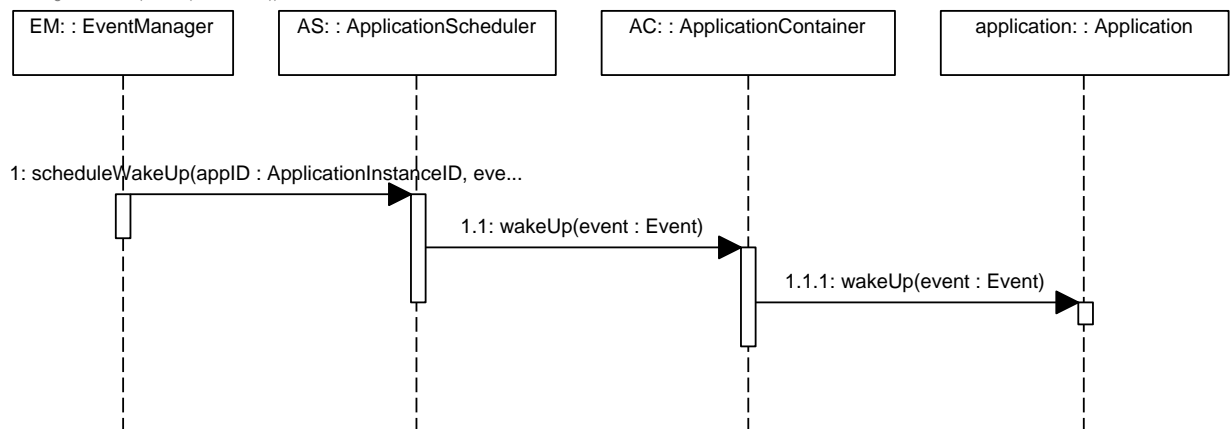 EM: : EventManager
AS: : ApplicationScheduler
AC: : ApplicationContainer
application: : Application
1: scheduleWakeUp(appID : ApplicationInstanceID, eve...
1.1: wakeUp(event : Event)
1.1.1: wakeUp(event : Event)